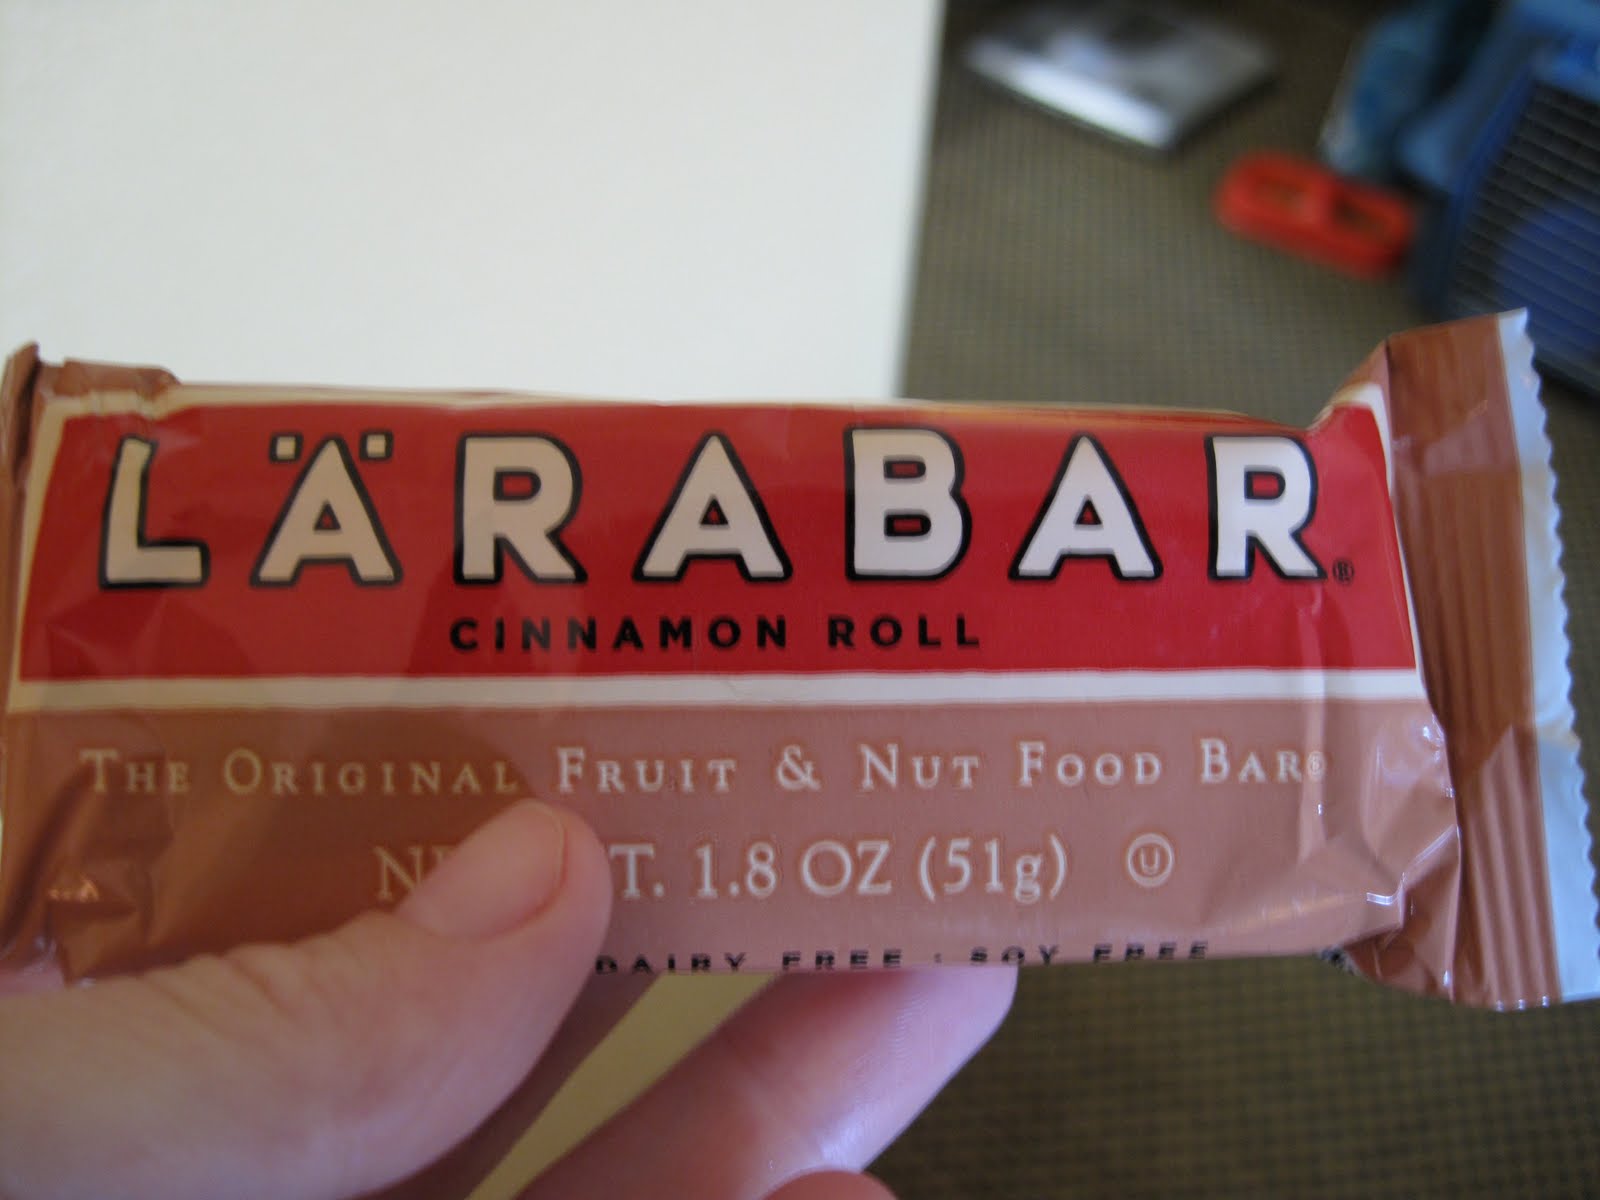 LÄRABAR®
CINNAMON ROLL
THE ORIGINAL FRUIT & NUT FOOD BAR®
T. 1.8 OZ (51g) Ⓤ
DAIRY FREE · SOY FREE